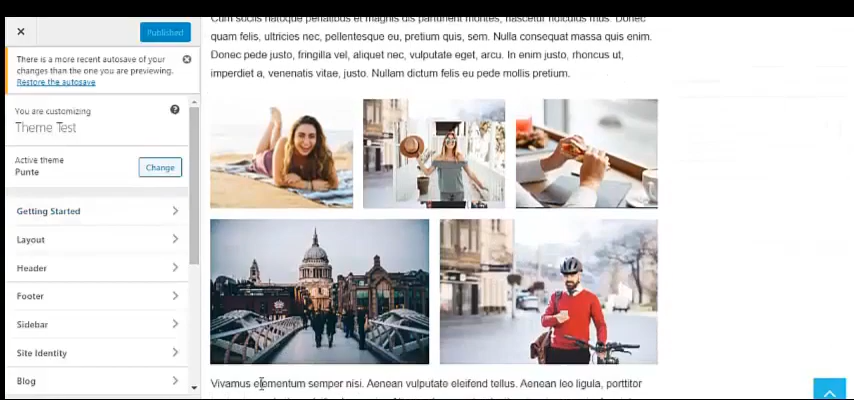 Published
There is a more recent autosave of your
changes than the one you are previewing.
Restore the autosave
You are customizing
Theme Test
Active theme
Punte
Change
Getting Started
Layout
Header
Footer
Sidebar
Site Identity
Blog
Cum sociis natoque penatibus et magnis dis parturient montes, nascetur ridiculus mus. Donec
quam felis, ultricies nec, pellentesque eu, pretium quis, sem. Nulla consequat massa quis enim.
Donec pede justo, fringilla vel, aliquet nec, vulputate eget, arcu. In enim justo, rhoncus ut,
imperdiet a, venenatis vitae, justo. Nullam dictum felis eu pede mollis pretium.
Vivamus elementum semper nisi. Aenean vulputate eleifend tellus. Aenean leo ligula, porttitor